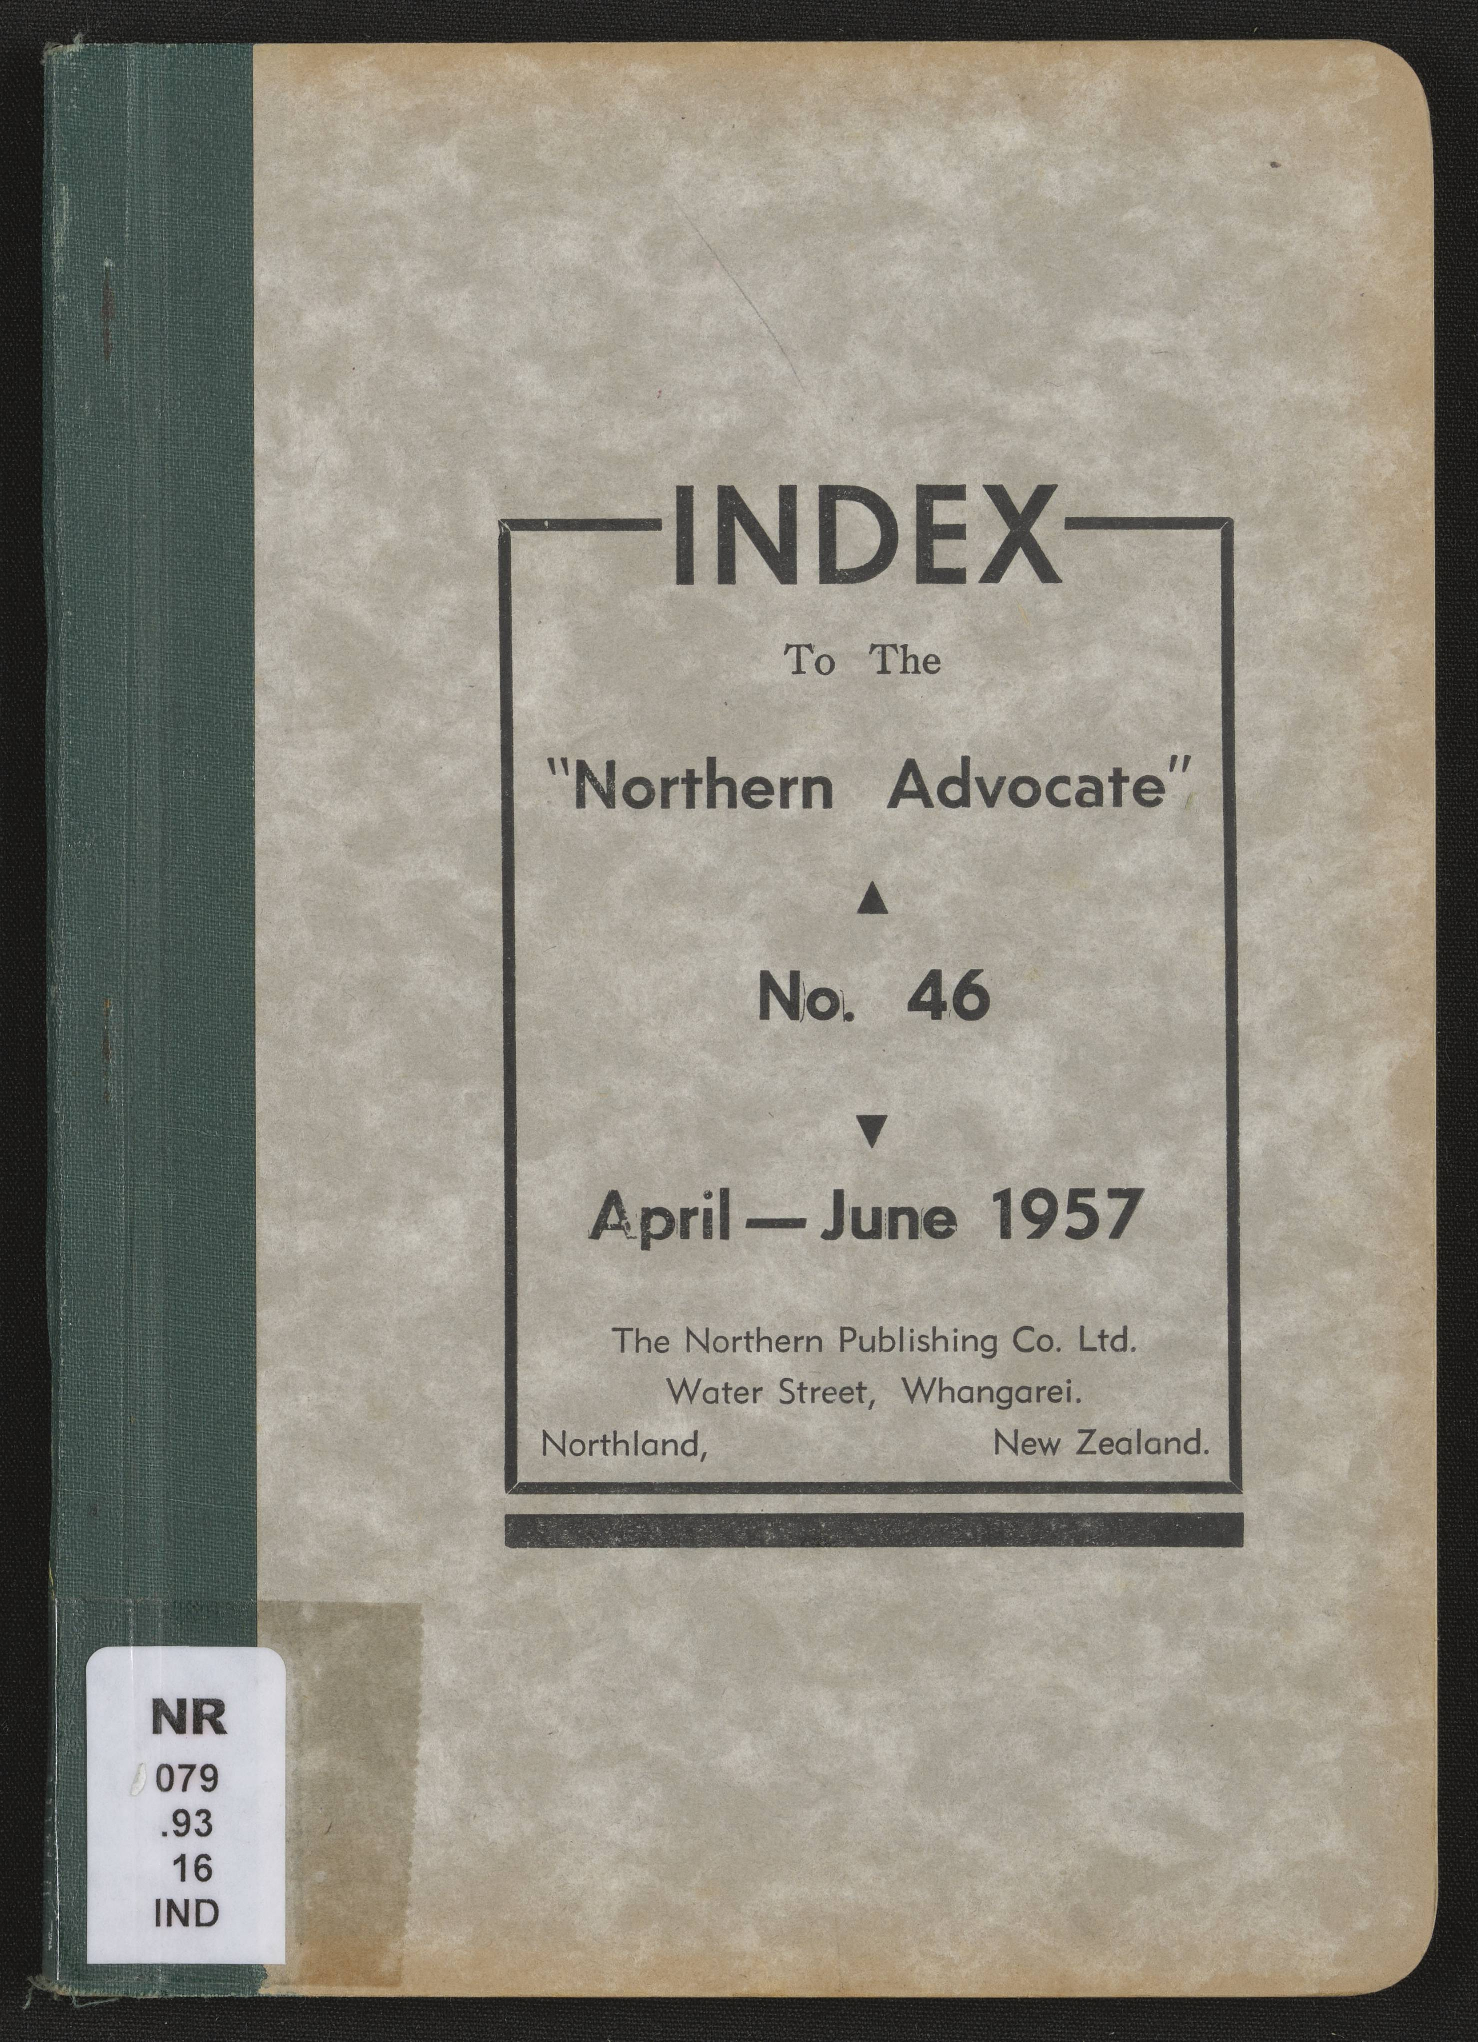 INDEX
To The
"Northern Advocate"
▲
No. 46
▼
April — June 1957
The Northern Publishing Co. Ltd.
Water Street, Whangarei.
Northland, New Zealand.
NR
079
.93
16
IND